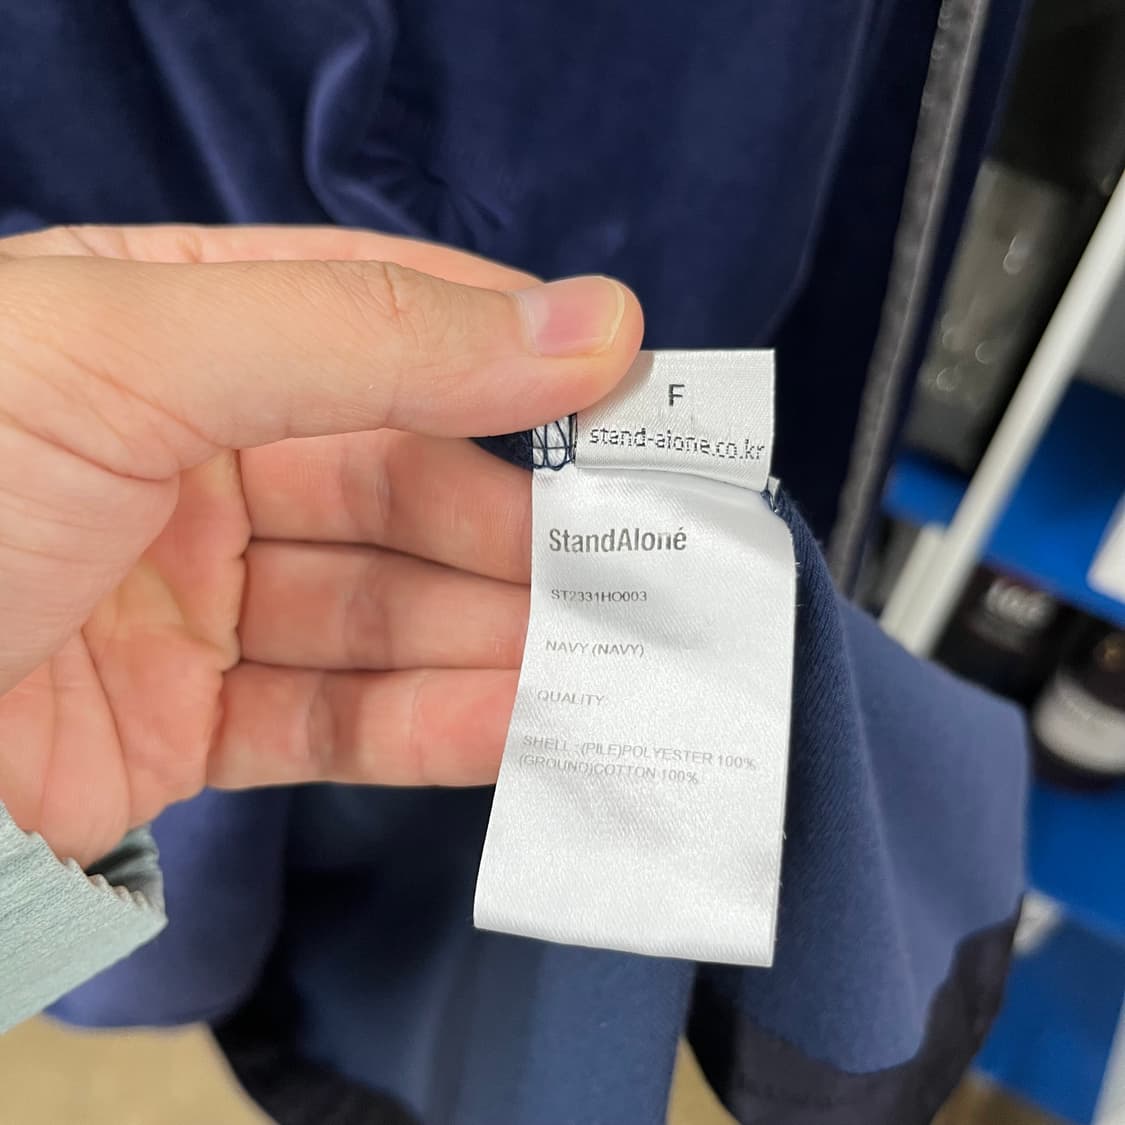 F
stand-alone.co.kr
StandAloné
ST2331HO003
NAVY (NAVY)
QUALITY:
SHELL :(PILE)POLYESTER 100%
(GROUND)COTTON 100%